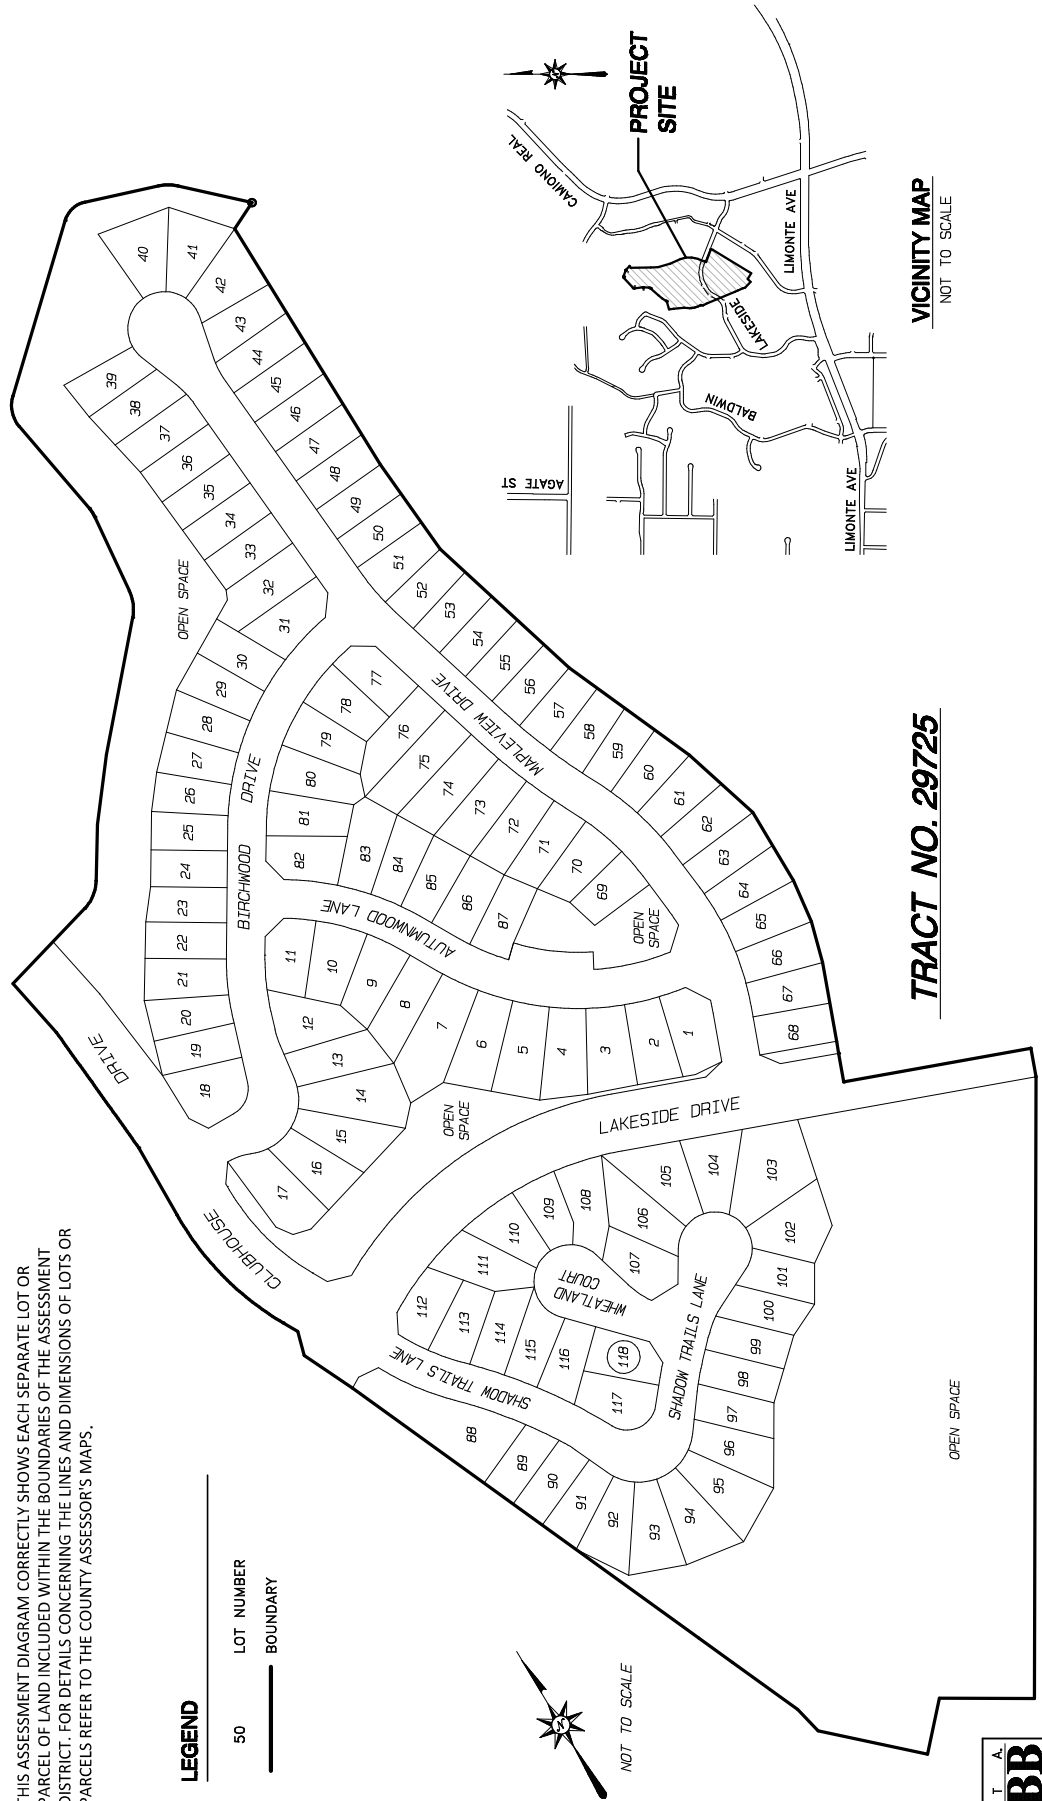 THIS ASSESSMENT DIAGRAM CORRECTLY SHOWS EACH SEPARATE LOT OR
PARCEL OF LAND INCLUDED WITHIN THE BOUNDARIES OF THE ASSESSMENT
DISTRICT. FOR DETAILS CONCERNING THE LINES AND DIMENSIONS OF LOTS OR
PARCELS REFER TO THE COUNTY ASSESSOR'S MAPS.
LEGEND
50 LOT NUMBER
BOUNDARY
N
NOT TO SCALE
T A.
BB
CLUBHOUSE
DRIVE
BIRCHWOOD
DRIVE
AUTUMNWOOD LANE
MAPLEVIEW DRIVE
LAKESIDE DRIVE
SHADOW TRAILS LANE
SHADOW TRAILS LANE
WHEATLAND
COURT
OPEN SPACE
OPEN
SPACE
OPEN
SPACE
OPEN SPACE
1
2
3
4
5
6
7
8
9
10
11
12
13
14
15
16
17
18
19
20
21
22
23
24
25
26
27
28
29
30
31
32
33
34
35
36
37
38
39
40
41
42
43
44
45
46
47
48
49
50
51
52
53
54
55
56
57
58
59
60
61
62
63
64
65
66
67
68
69
70
71
72
73
74
75
76
77
78
79
80
81
82
83
84
85
86
87
88
89
90
91
92
93
94
95
96
97
98
99
100
101
102
103
104
105
106
107
108
109
110
111
112
113
114
115
116
117
118
TRACT NO. 29725
N
PROJECT
SITE
CAMIONO REAL
AGATE ST
BALDWIN
LAKESIDE
LIMONTE AVE
LIMONTE AVE
VICINITY MAP
NOT TO SCALE